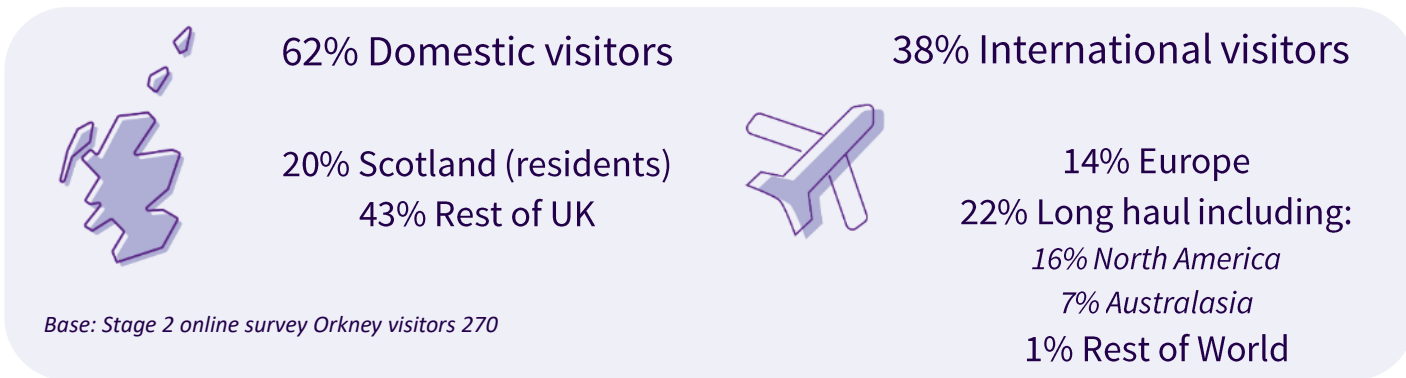 62% Domestic visitors
20% Scotland (residents)
43% Rest of UK
Base: Stage 2 online survey Orkney visitors 270
38% International visitors
14% Europe
22% Long haul including:
16% North America
7% Australasia
1% Rest of World